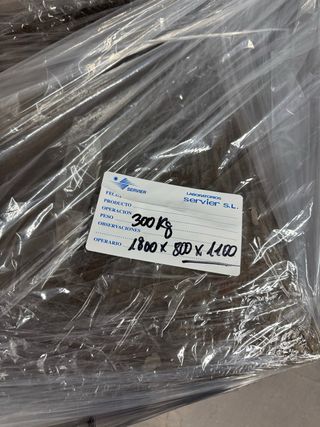 SERVIER
LABORATORIOS
servier S.L.
FECHA
PRODUCTO
OPERACION
PESO 300 Kg
OBSERVACIONES
OPERARIO 1800 x 800 x 1100